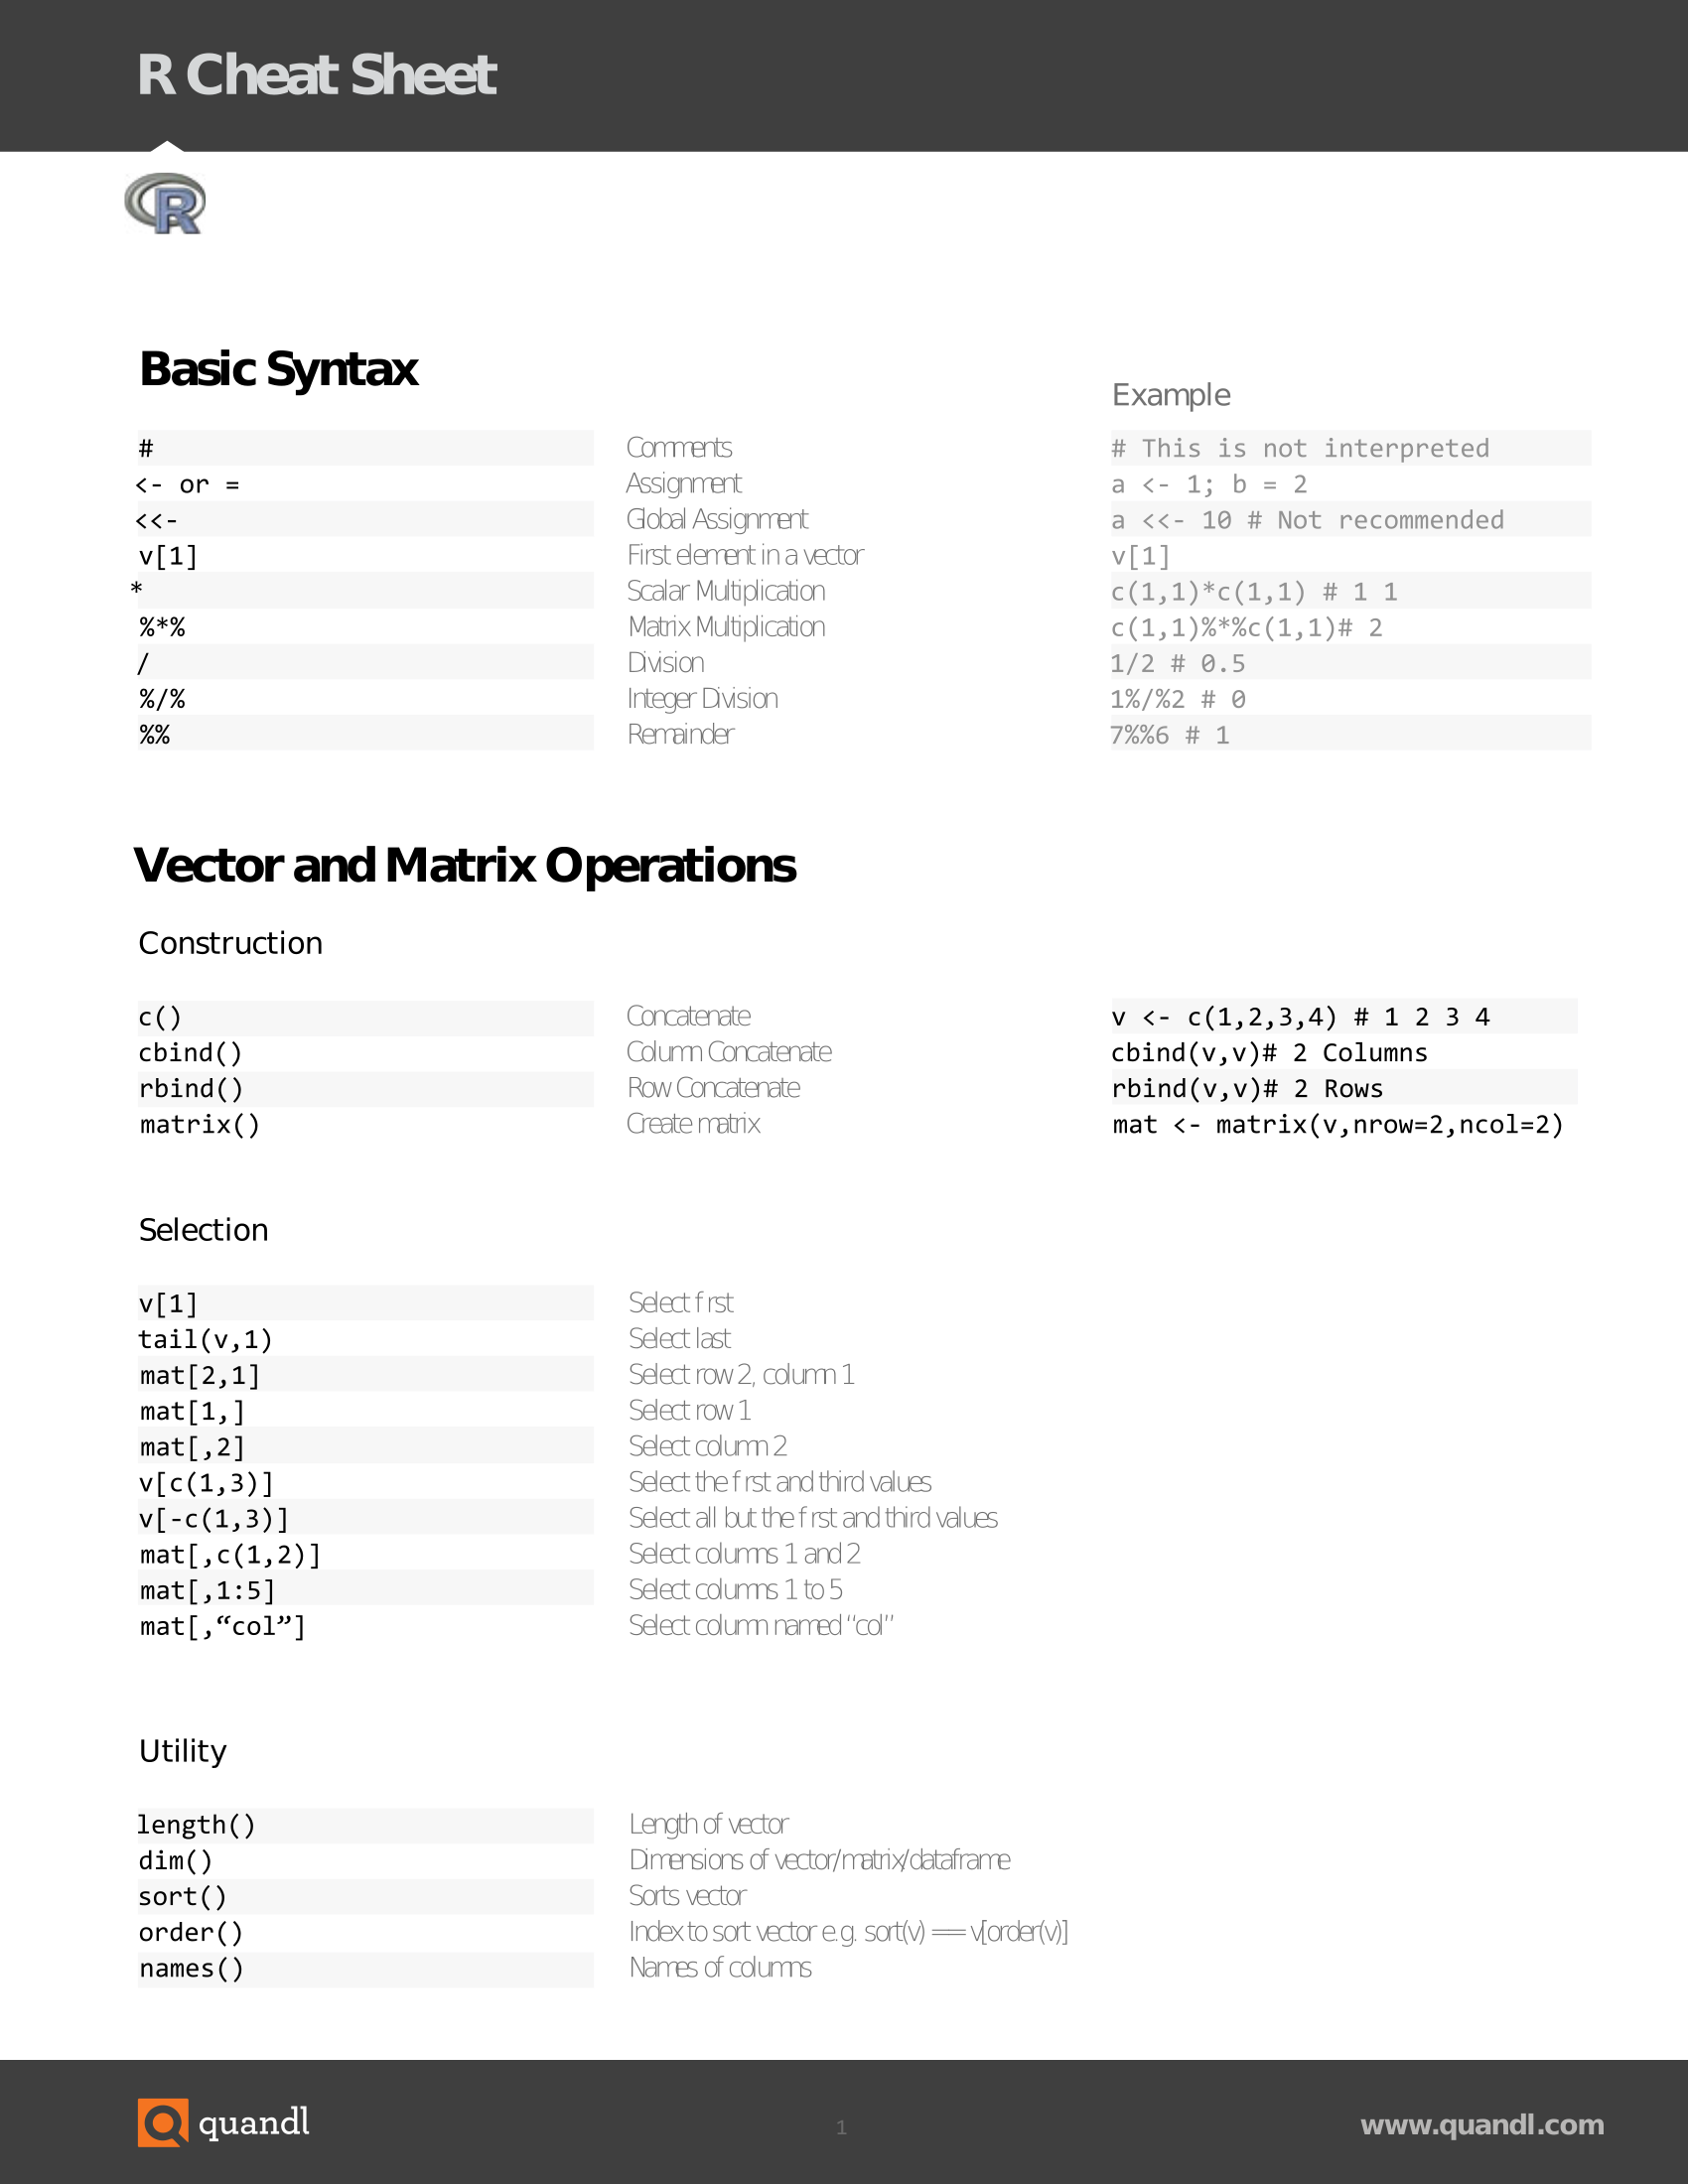 R Cheat Sheet
R
Basic Syntax
Example
# Comments # This is not interpreted
<- or = Assignment a <- 1; b = 2
<<- Global Assignment a <<- 10 # Not recommended
v[1] First element in a vector v[1]
* Scalar Multiplication c(1,1)*c(1,1) # 1 1
%*% Matrix Multiplication c(1,1)%*%c(1,1)# 2
/ Division 1/2 # 0.5
%/% Integer Division 1%/%2 # 0
%% Remainder 7%%6 # 1
Vector and Matrix Operations
Construction
c() Concatenate v <- c(1,2,3,4) # 1 2 3 4
cbind() Column Concatenate cbind(v,v)# 2 Columns
rbind() Row Concatenate rbind(v,v)# 2 Rows
matrix() Create matrix mat <- matrix(v,nrow=2,ncol=2)
Selection
v[1] Select f rst
tail(v,1) Select last
mat[2,1] Select row 2, column 1
mat[1,] Select row 1
mat[,2] Select column 2
v[c(1,3)] Select the f rst and third values
v[-c(1,3)] Select all but the f rst and third values
mat[,c(1,2)] Select columns 1 and 2
mat[,1:5] Select columns 1 to 5
mat[,“col”] Select column named “col”
Utility
length() Length of vector
dim() Dimensions of vector/matrix/dataframe
sort() Sorts vector
order() Index to sort vector e.g. sort(v) == v[order(v)]
names() Names of columns
quandl 1 www.quandl.com